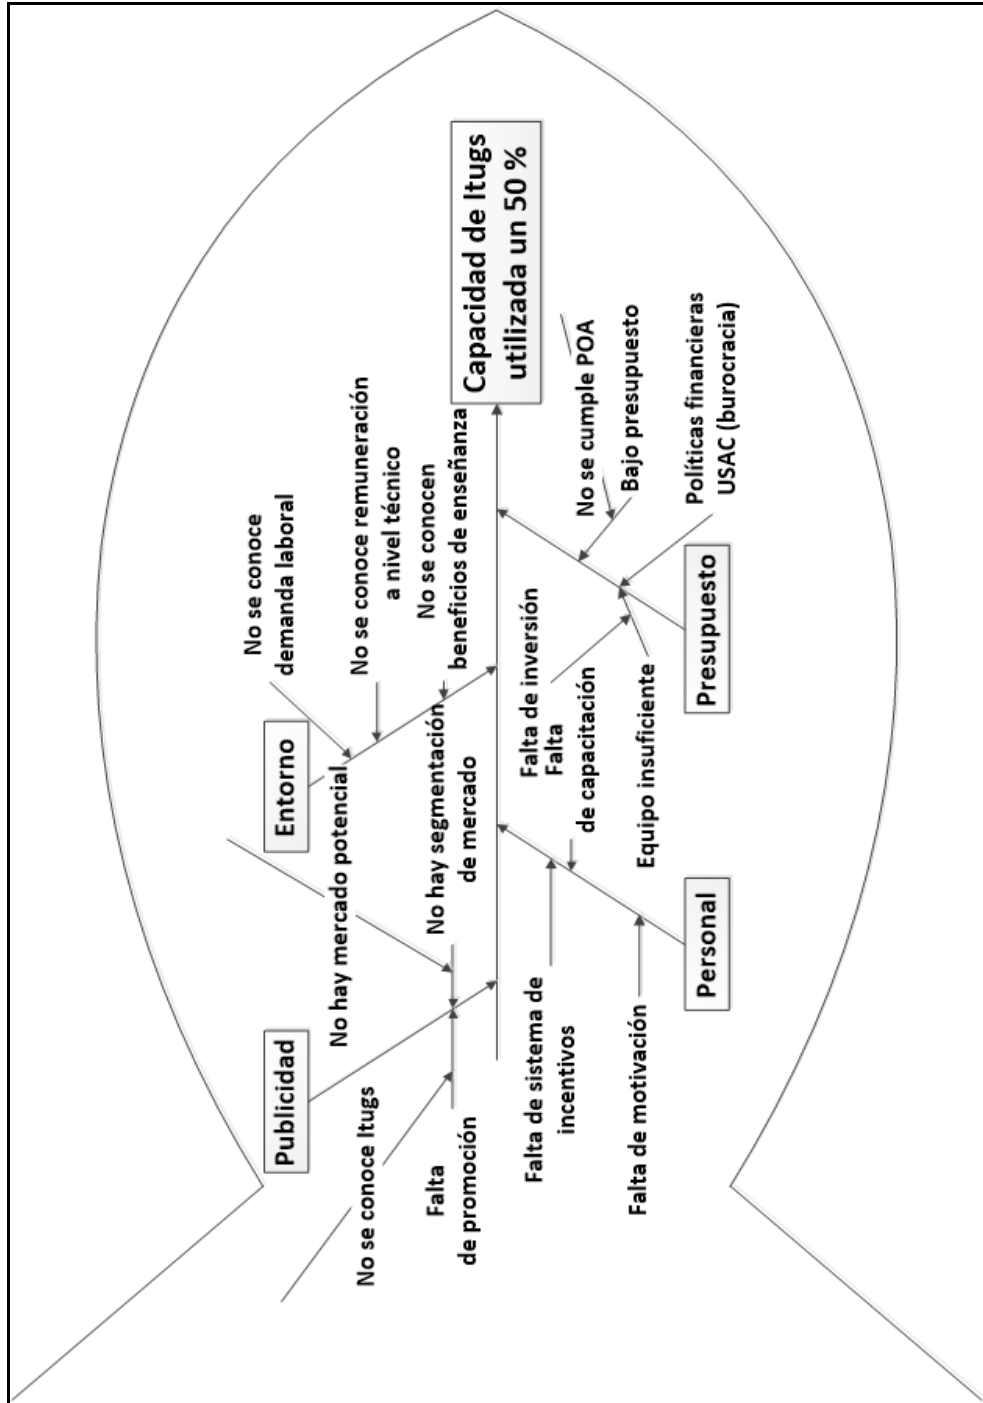 Publicidad
Entorno
No se conoce
demanda laboral
No se conoce remuneración
a nivel técnico
No se conocen
beneficios de enseñanza
No hay mercado potencial
No hay segmentación
de mercado
No se conoce Itugs
Falta
de promoción
Capacidad de Itugs
utilizada un 50 %
Falta de sistema de
incentivos
Falta de motivación
Falta de inversión
Falta
de capacitación
Equipo insuficiente
No se cumple POA
Bajo presupuesto
Políticas financieras
USAC (burocracia)
Personal
Presupuesto